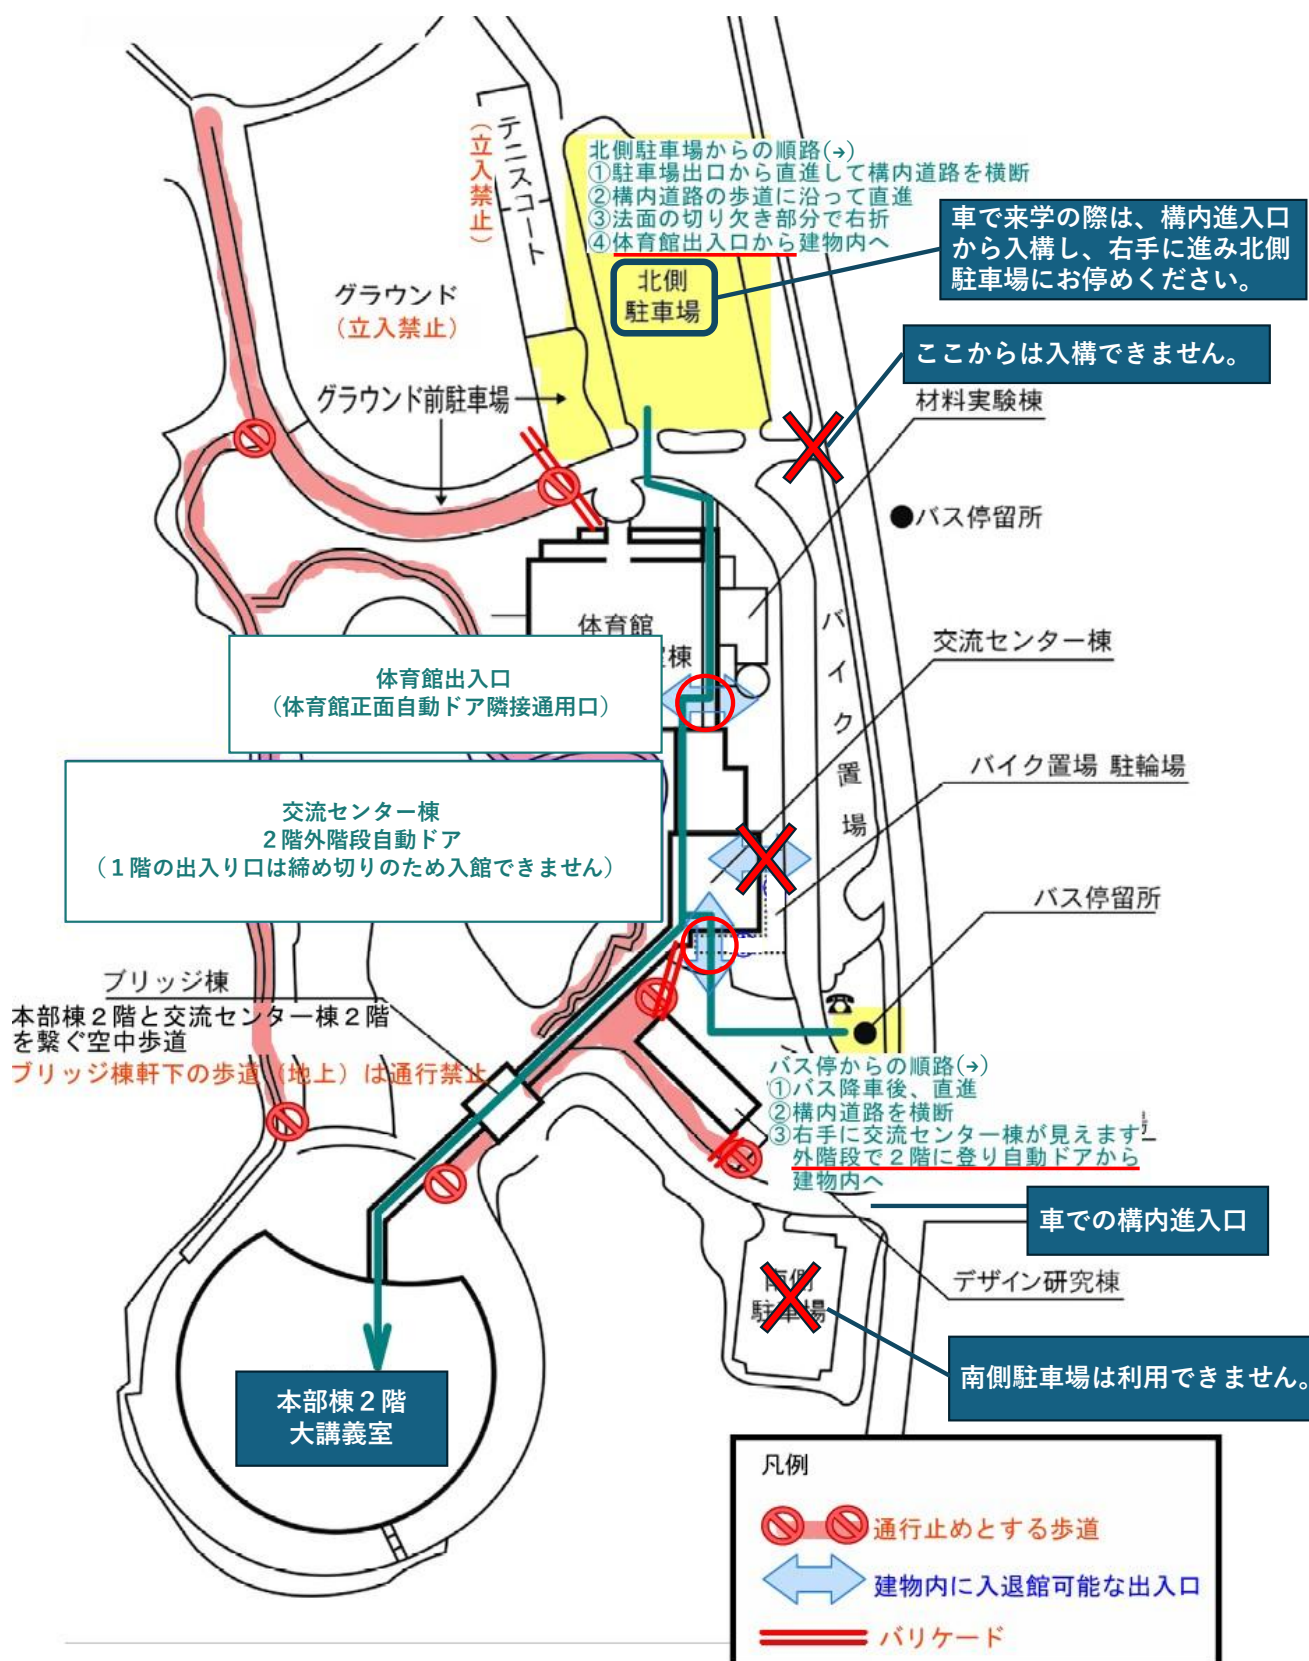 テニスコート
（立入禁止）
北側駐車場からの順路(→)
①駐車場出口から直進して構内道路を横断
②構内道路の歩道に沿って直進
③法面の切り欠き部分で右折
④体育館出入口から建物内へ
車で来学の際は、構内進入口
から入構し、右手に進み北側
駐車場にお停めください。
北側
駐車場
グラウンド
（立入禁止）
ここからは入構できません。
グラウンド前駐車場
材料実験棟
●バス停留所
体育館
棟
バイク置場
交流センター棟
体育館出入口
（体育館正面自動ドア隣接通用口）
バイク置場 駐輪場
交流センター棟
２階外階段自動ドア
（１階の出入り口は締め切りのため入館できません）
バス停留所
ブリッジ棟
本部棟２階と交流センター棟２階
を繋ぐ空中歩道
ブリッジ棟軒下の歩道（地上）は通行禁止
バス停からの順路(→)
①バス降車後、直進
②構内道路を横断
③右手に交流センター棟が見えます
外階段で２階に登り自動ドアから
建物内へ
車での構内進入口
南側
駐車場
デザイン研究棟
南側駐車場は利用できません。
本部棟２階
大講義室
凡例
通行止めとする歩道
建物内に入退館可能な出入口
バリケード